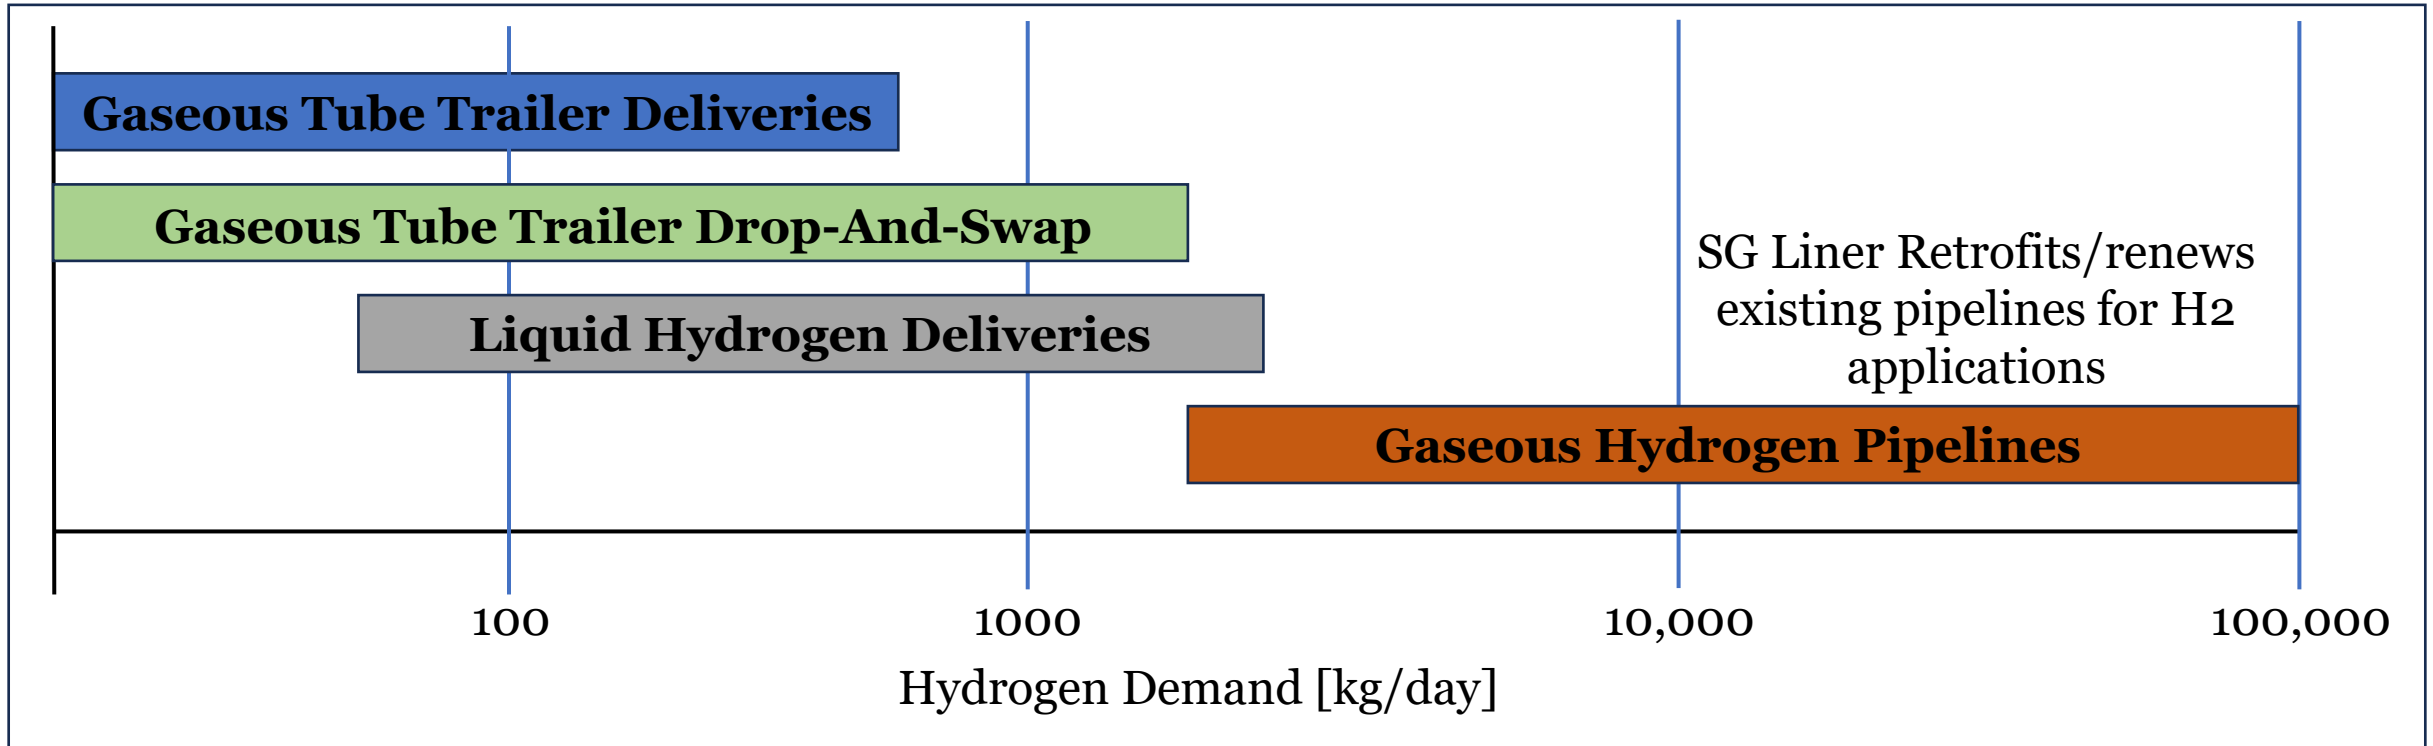 Gaseous Tube Trailer Deliveries
Gaseous Tube Trailer Drop-And-Swap
SG Liner Retrofits/renews
existing pipelines for H2
applications
Liquid Hydrogen Deliveries
Gaseous Hydrogen Pipelines
100 1000 10,000 100,000
Hydrogen Demand [kg/day]